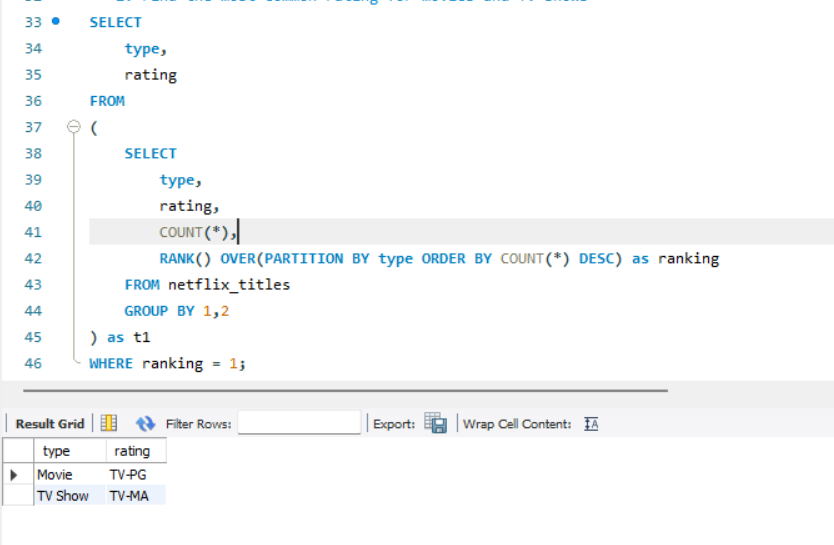 33 SELECT
34 type,
35 rating
36 FROM
37 (
38 SELECT
39 type,
40 rating,
41 COUNT(*),
42 RANK() OVER(PARTITION BY type ORDER BY COUNT(*) DESC) as ranking
43 FROM netflix_titles
44 GROUP BY 1,2
45 ) as t1
46 WHERE ranking = 1;
Result Grid Filter Rows: Export: Wrap Cell Content: IA
type rating
Movie TV-PG
TV Show TV-MA